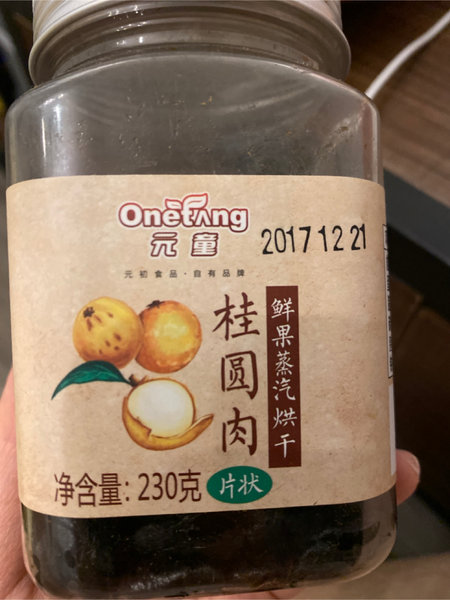 Onetang
元童
2017 12 21
元初食品·自有品牌
桂圆肉
鲜果蒸汽烘干
净含量: 230克
片状